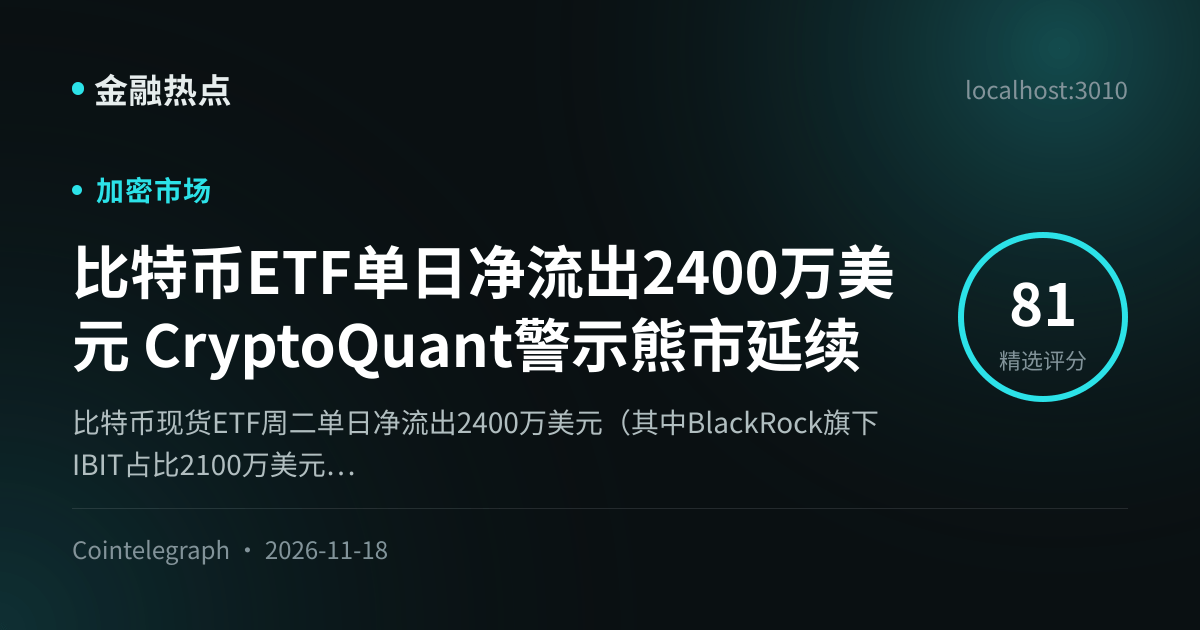 金融热点
localhost:3010
加密市场
比特币ETF单日净流出2400万美
元 CryptoQuant警示熊市延续
81
精选评分
比特币现货ETF周二单日净流出2400万美元（其中BlackRock旗下
IBIT占比2100万美元…
Cointelegraph · 2026-11-18